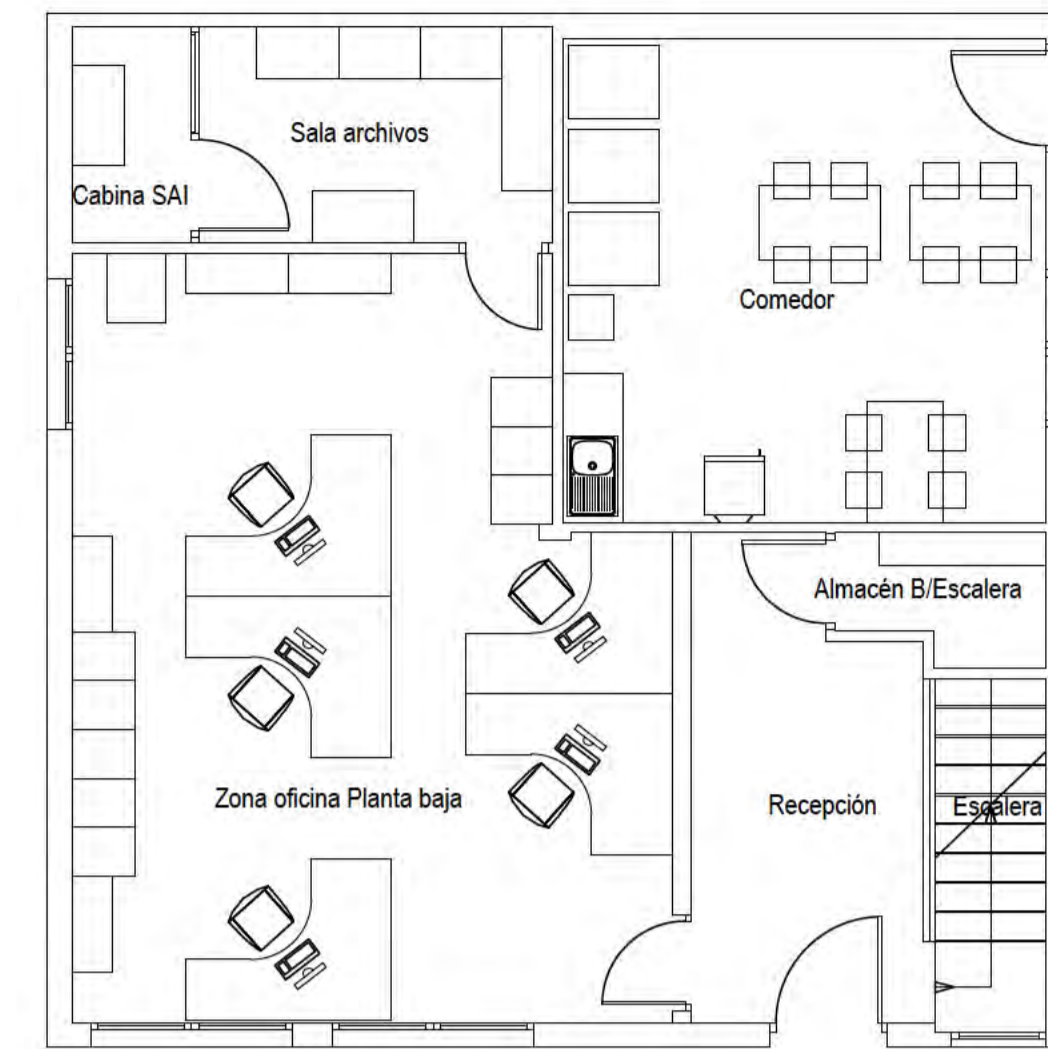 Sala archivos
Cabina SAI
Comedor
Almacén B/Escalera
Zona oficina Planta baja
Recepción
Escalera